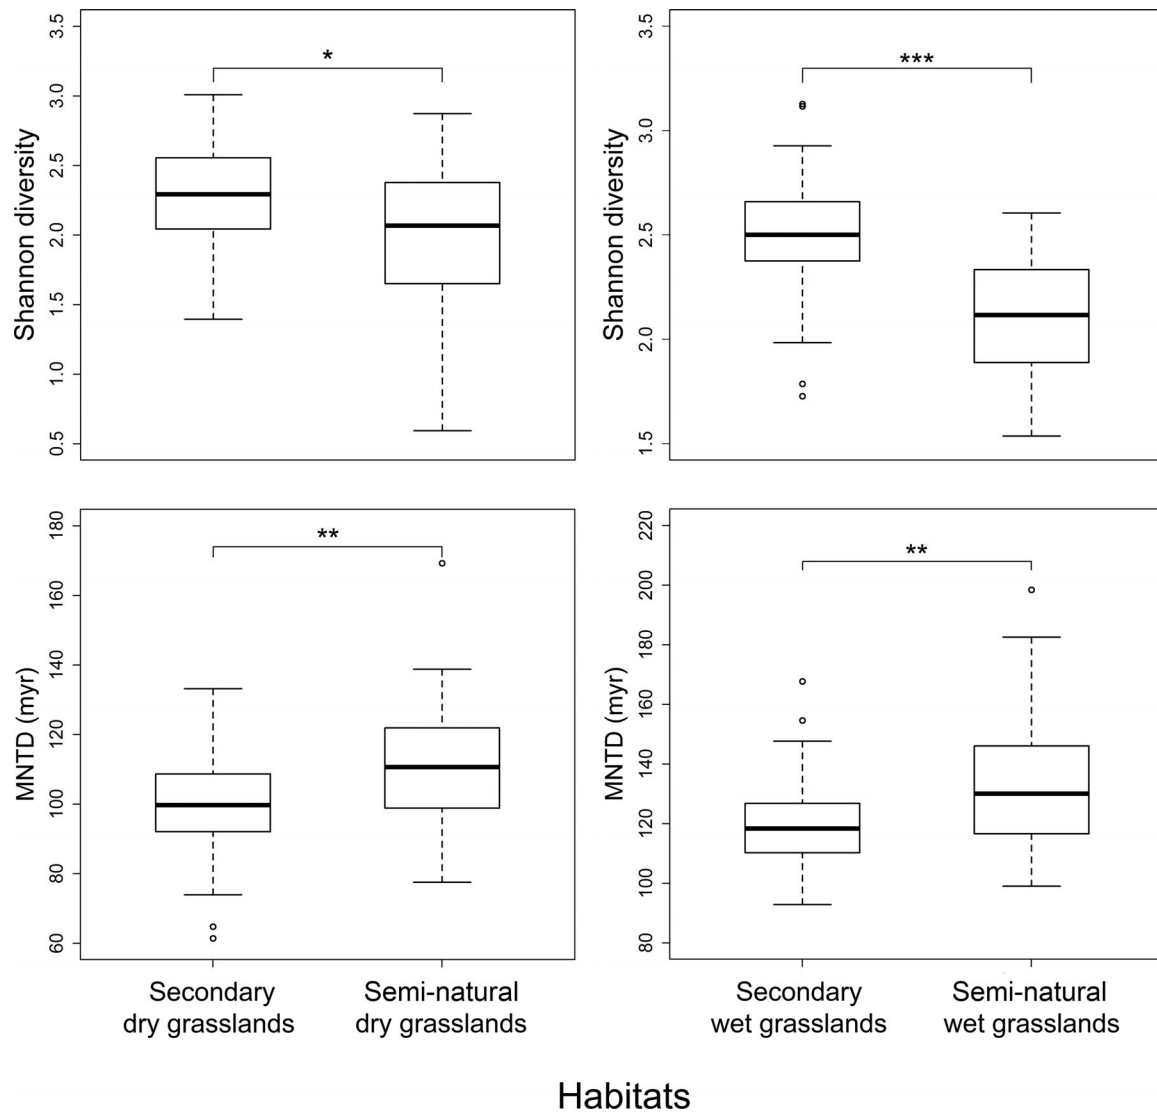 3.5
3.0
2.5
2.0
1.5
1.0
0.5
Shannon diversity
*
3.5
3.0
2.5
2.0
1.5
Shannon diversity
***
180
160
140
120
100
80
60
MNTD (myr)
**
220
200
180
160
140
120
100
80
MNTD (myr)
**
Secondary
dry grasslands
Semi-natural
dry grasslands
Secondary
wet grasslands
Semi-natural
wet grasslands
Habitats